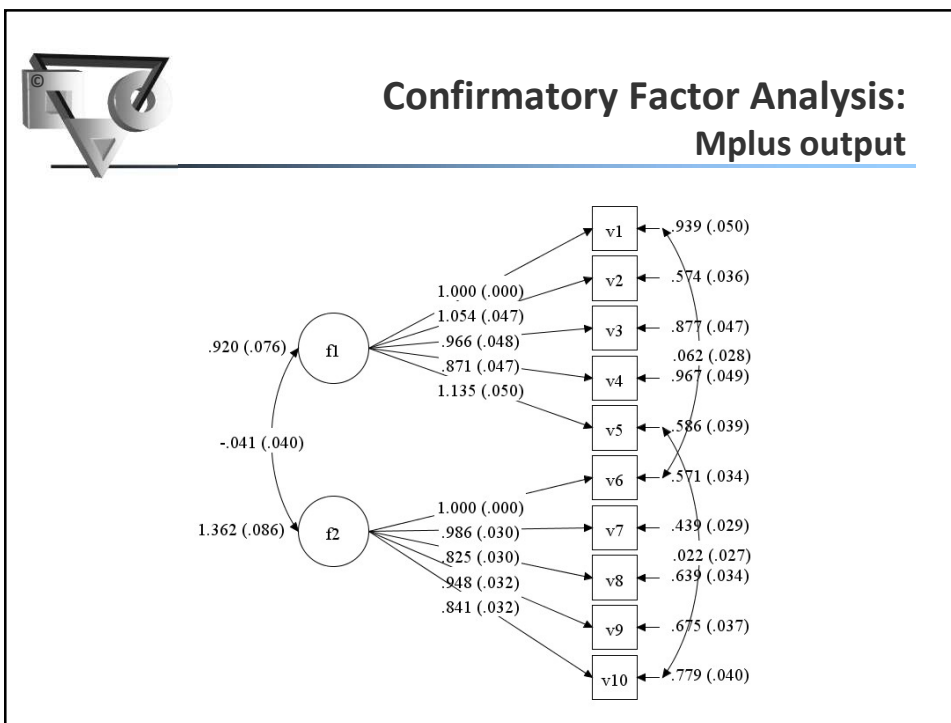 ©
Confirmatory Factor Analysis:
Mplus output
v1
.939 (.050)
v2
.574 (.036)
1.000 (.000)
1.054 (.047)
v3
.877 (.047)
.920 (.076)
f1
.966 (.048)
.062 (.028)
.871 (.047)
v4
.967 (.049)
1.135 (.050)
v5
.586 (.039)
-.041 (.040)
v6
.571 (.034)
1.000 (.000)
1.362 (.086)
f2
.986 (.030)
v7
.439 (.029)
.825 (.030)
.022 (.027)
v8
.639 (.034)
.948 (.032)
.841 (.032)
v9
.675 (.037)
v10
.779 (.040)